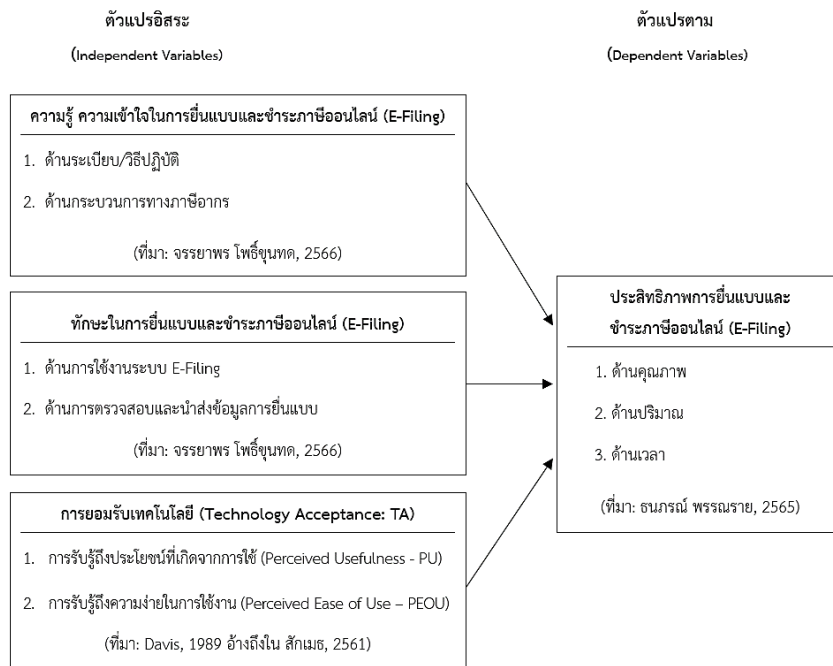 ตัวแปรอิสระ
(Independent Variables)
ตัวแปรตาม
(Dependent Variables)
ความรู้ ความเข้าใจในการยื่นแบบและชำระภาษีออนไลน์ (E-Filing)
1. ด้านระเบียบ/วิธีปฏิบัติ
2. ด้านกระบวนการทางภาษีอากร
(ที่มา: จรรยาพร โพธิ์ขุนทด, 2566)
ทักษะในการยื่นแบบและชำระภาษีออนไลน์ (E-Filing)
1. ด้านการใช้งานระบบ E-Filing
2. ด้านการตรวจสอบและนำส่งข้อมูลการยื่นแบบ
(ที่มา: จรรยาพร โพธิ์ขุนทด, 2566)
การยอมรับเทคโนโลยี (Technology Acceptance: TA)
1. การรับรู้ถึงประโยชน์ที่เกิดจากการใช้ (Perceived Usefulness - PU)
2. การรับรู้ถึงความง่ายในการใช้งาน (Perceived Ease of Use – PEOU)
(ที่มา: Davis, 1989 อ้างถึงใน สักเมธ, 2561)
ประสิทธิภาพการยื่นแบบและ
ชำระภาษีออนไลน์ (E-Filing)
1. ด้านคุณภาพ
2. ด้านปริมาณ
3. ด้านเวลา
(ที่มา: ธนภรณ์ พรรณราย, 2565)